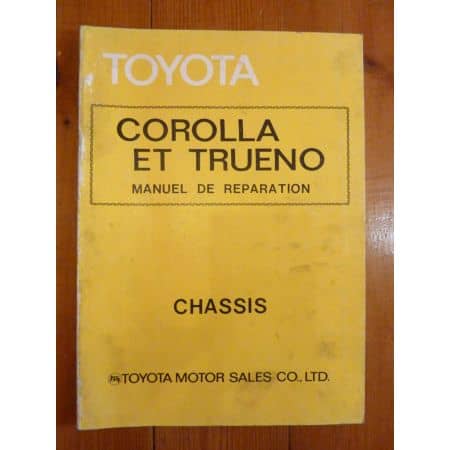 TOYOTA
COROLLA
ET TRUENO
MANUEL DE REPARATION
CHASSIS
TOYOTA MOTOR SALES CO., LTD.